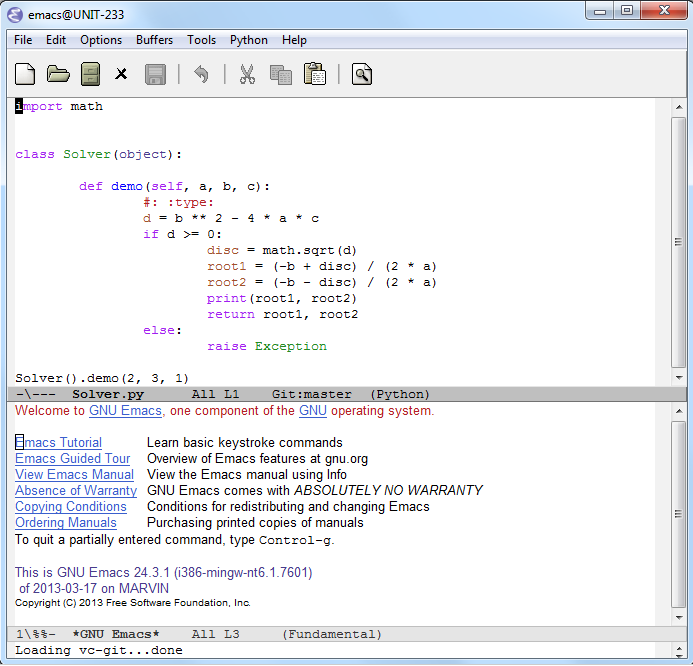 emacs@UNIT-233
File Edit Options Buffers Tools Python Help
import math
class Solver(object):
def demo(self, a, b, c):
#: :type:
d = b ** 2 - 4 * a * c
if d >= 0:
disc = math.sqrt(d)
root1 = (-b + disc) / (2 * a)
root2 = (-b - disc) / (2 * a)
print(root1, root2)
return root1, root2
else:
raise Exception
Solver().demo(2, 3, 1)
-\--- Solver.py All L1 Git:master (Python)
Welcome to GNU Emacs, one component of the GNU operating system.
Emacs Tutorial Learn basic keystroke commands
Emacs Guided Tour Overview of Emacs features at gnu.org
View Emacs Manual View the Emacs manual using Info
Absence of Warranty GNU Emacs comes with ABSOLUTELY NO WARRANTY
Copying Conditions Conditions for redistributing and changing Emacs
Ordering Manuals Purchasing printed copies of manuals
To quit a partially entered command, type Control-g.
This is GNU Emacs 24.3.1 (i386-mingw-nt6.1.7601)
of 2013-03-17 on MARVIN
Copyright (C) 2013 Free Software Foundation, Inc.
1\%%- *GNU Emacs* All L3 (Fundamental)
Loading vc-git...done